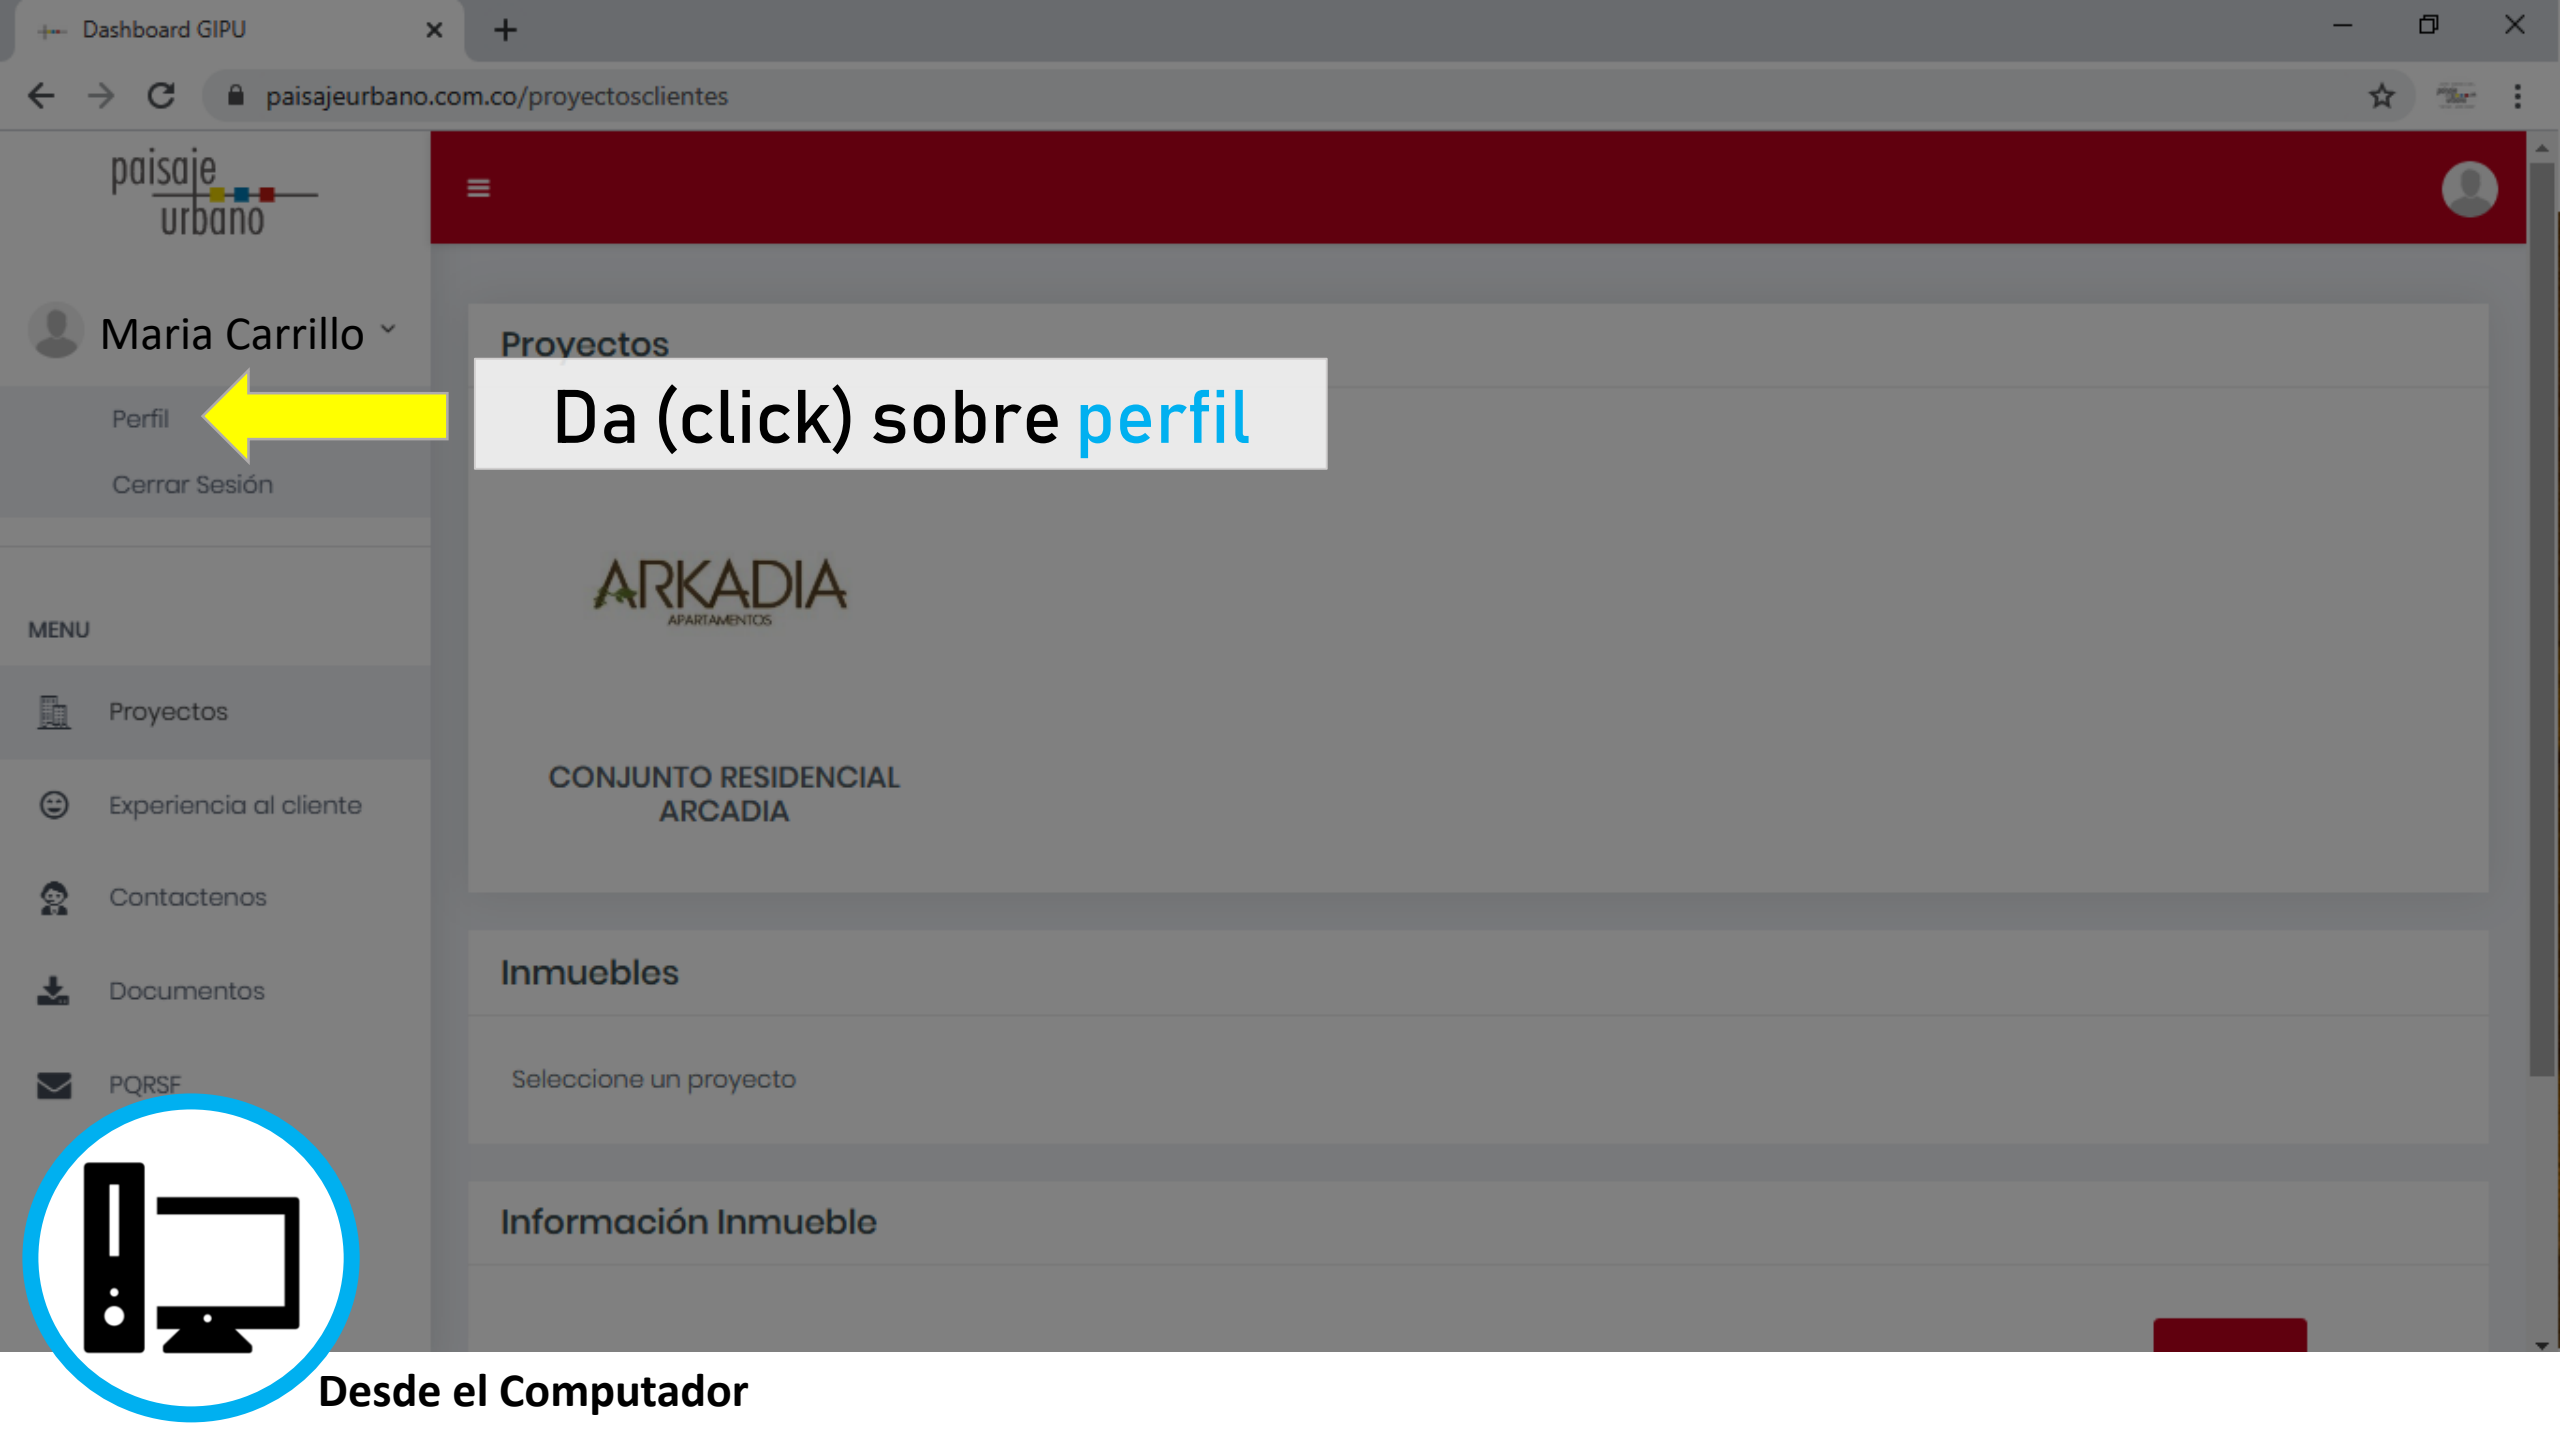 Dashboard GIPU
paisajeurbano.com.co/proyectosclientes
paisaje
urbano
Maria Carrillo
Perfil
Cerrar Sesión
MENU
Proyectos
Experiencia al cliente
Contactenos
Documentos
PQRSF
Proyectos
Da (click) sobre perfil
ARKADIA
APARTAMENTOS
CONJUNTO RESIDENCIAL
ARCADIA
Inmuebles
Seleccione un proyecto
Información Inmueble
Desde el Computador